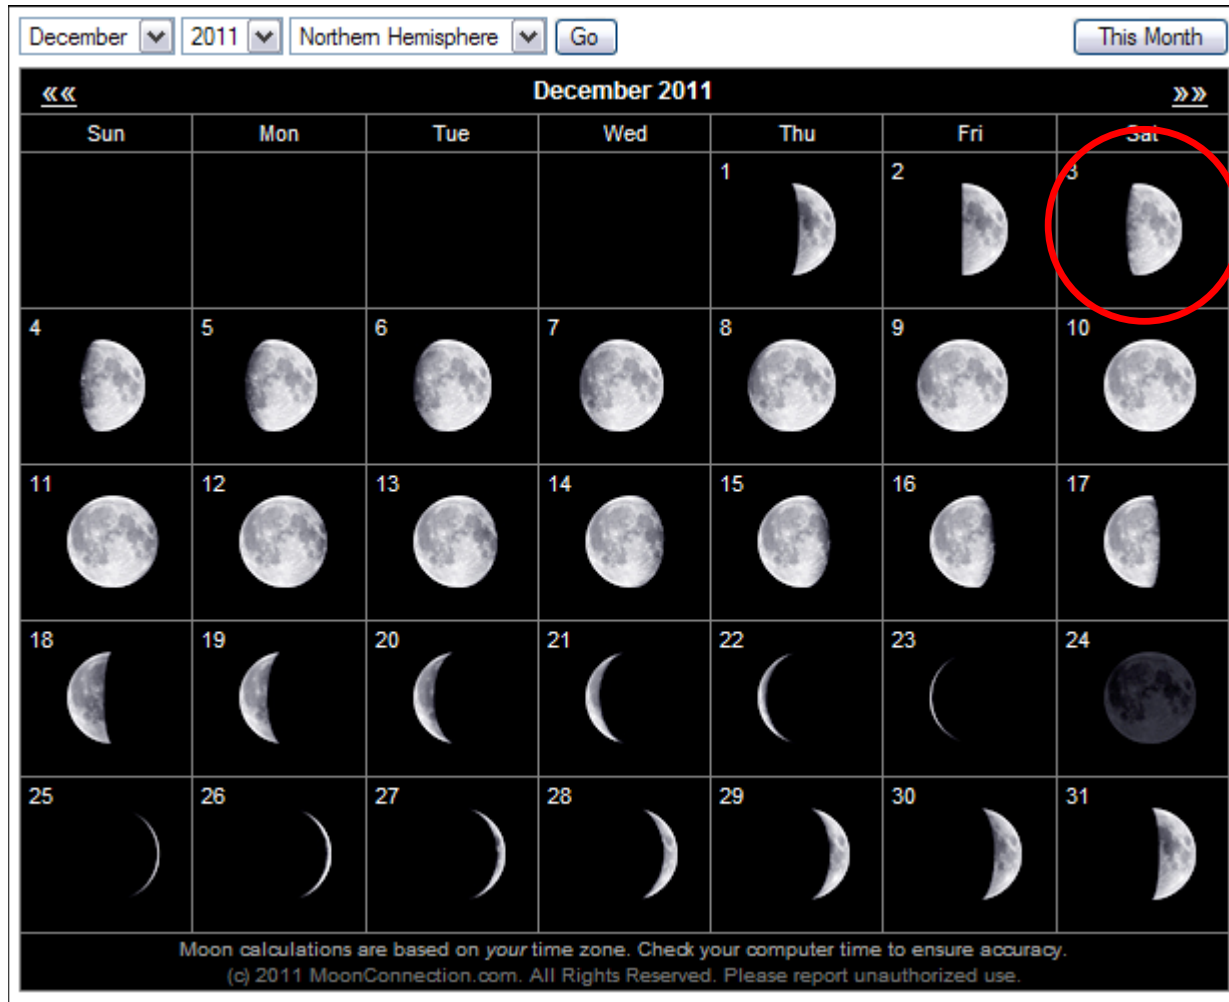 December 2011 Northern Hemisphere Go This Month
«« December 2011 »»
Sun Mon Tue Wed Thu Fri Sat
1 2 3
4 5 6 7 8 9 10
11 12 13 14 15 16 17
18 19 20 21 22 23 24
25 26 27 28 29 30 31
Moon calculations are based on your time zone. Check your computer time to ensure accuracy.
(c) 2011 MoonConnection.com. All Rights Reserved. Please report unauthorized use.